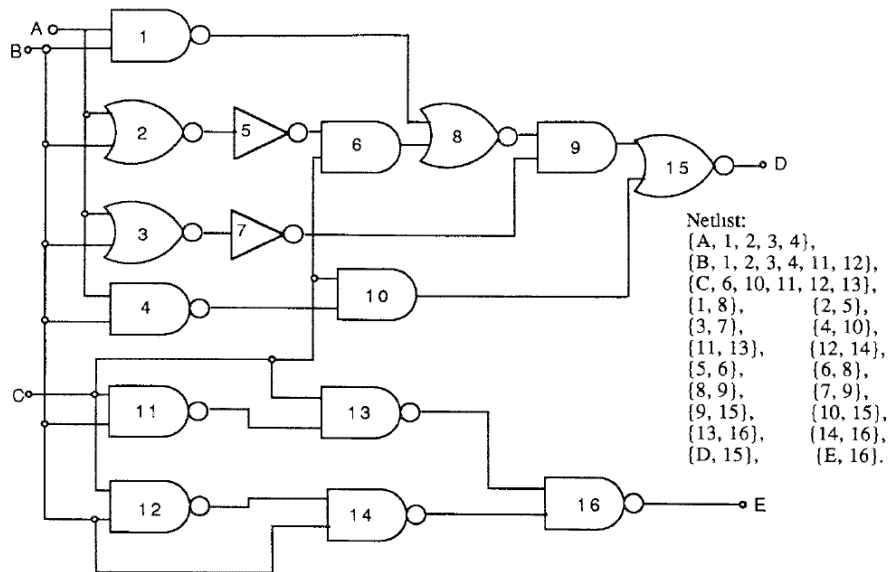 A
B
1
2
5
6
8
9
15
D
3
7
4
10
C
11
13
12
14
16
E
Netlist:
{A, 1, 2, 3, 4},
{B, 1, 2, 3, 4, 11, 12},
{C, 6, 10, 11, 12, 13},
{1, 8}, {2, 5},
{3, 7}, {4, 10},
{11, 13}, {12, 14},
{5, 6}, {6, 8},
{8, 9}, {7, 9},
{9, 15}, {10, 15},
{13, 16}, {14, 16},
{D, 15}, {E, 16}.